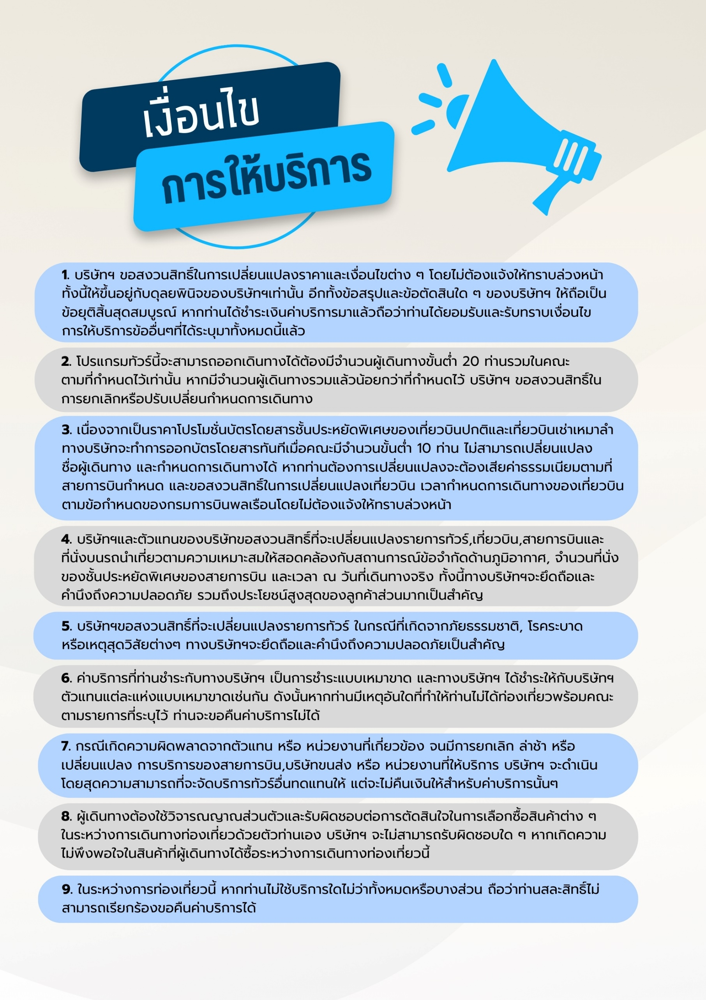 เงื่อนไข
การให้บริการ
1. บริษัทฯ ขอสงวนสิทธิ์ในการเปลี่ยนแปลงราคาและเงื่อนไขต่าง ๆ โดยไม่ต้องแจ้งให้ทราบล่วงหน้า
ทั้งนี้ให้ขึ้นอยู่กับดุลยพินิจของบริษัทฯเท่านั้น อีกทั้งข้อสรุปและข้อตัดสินใด ๆ ของบริษัทฯ ให้ถือเป็น
ข้อยุติสิ้นสุดสมบูรณ์ หากท่านได้ชำระเงินค่าบริการมาแล้วถือว่าท่านได้ยอมรับและรับทราบเงื่อนไข
การให้บริการข้ออื่นๆที่ได้ระบุมาทั้งหมดนี้แล้ว
2. โปรแกรมทัวร์นี้จะสามารถออกเดินทางได้ต้องมีจำนวนผู้เดินทางขั้นต่ำ 20 ท่านรวมในคณะ
ตามที่กำหนดไว้เท่านั้น หากมีจำนวนผู้เดินทางรวมแล้วน้อยกว่าที่กำหนดไว้ บริษัทฯ ขอสงวนสิทธิ์ใน
การยกเลิกหรือปรับเปลี่ยนกำหนดการเดินทาง
3. เนื่องจากเป็นราคาโปรโมชั่นบัตรโดยสารชั้นประหยัดพิเศษของเที่ยวบินปกติและเที่ยวบินเช่าเหมาลำ
ทางบริษัทจะทำการออกบัตรโดยสารทันทีเมื่อคณะมีจำนวนขั้นต่ำ 10 ท่าน ไม่สามารถเปลี่ยนแปลง
ชื่อผู้เดินทาง และกำหนดการเดินทางได้ หากท่านต้องการเปลี่ยนแปลงจะต้องเสียค่าธรรมเนียมตามที่
สายการบินกำหนด และขอสงวนสิทธิ์ในการเปลี่ยนแปลงเที่ยวบิน เวลากำหนดการเดินทางของเที่ยวบิน
ตามข้อกำหนดของกรมการบินพลเรือนโดยไม่ต้องแจ้งให้ทราบล่วงหน้า
4. บริษัทฯและตัวแทนของบริษัทขอสงวนสิทธิ์ที่จะเปลี่ยนแปลงรายการทัวร์,เที่ยวบิน,สายการบินและ
ที่นั่งบนรถนำเที่ยวตามความเหมาะสมให้สอดคล้องกับสถานการณ์ข้อจำกัดด้านภูมิอากาศ, จำนวนที่นั่ง
ของชั้นประหยัดพิเศษของสายการบิน และเวลา ณ วันที่เดินทางจริง ทั้งนี้ทางบริษัทฯจะยึดถือและ
คำนึงถึงความปลอดภัย รวมถึงประโยชน์สูงสุดของลูกค้าส่วนมากเป็นสำคัญ
5. บริษัทฯขอสงวนสิทธิ์ที่จะเปลี่ยนแปลงรายการทัวร์ ในกรณีที่เกิดจากภัยธรรมชาติ, โรคระบาด
หรือเหตุสุดวิสัยต่างๆ ทางบริษัทฯจะยึดถือและคำนึงถึงความปลอดภัยเป็นสำคัญ
6. ค่าบริการที่ท่านชำระกับทางบริษัทฯ เป็นการชำระแบบเหมาขาด และทางบริษัทฯ ได้ชำระให้กับบริษัทฯ
ตัวแทนแต่ละแห่งแบบเหมาขาดเช่นกัน ดังนั้นหากท่านมีเหตุอันใดที่ทำให้ท่านไม่ได้ท่องเที่ยวพร้อมคณะ
ตามรายการที่ระบุไว้ ท่านจะขอคืนค่าบริการไม่ได้
7. กรณีเกิดความผิดพลาดจากตัวแทน หรือ หน่วยงานที่เกี่ยวข้อง จนมีการยกเลิก ล่าช้า หรือ
เปลี่ยนแปลง การบริการของสายการบิน,บริษัทขนส่ง หรือ หน่วยงานที่ให้บริการ บริษัทฯ จะดำเนิน
โดยสุดความสามารถที่จะจัดบริการทัวร์อื่นทดแทนให้ แต่จะไม่คืนเงินให้สำหรับค่าบริการนั้นๆ
8. ผู้เดินทางต้องใช้วิจารณญาณส่วนตัวและรับผิดชอบต่อการตัดสินใจในการเลือกซื้อสินค้าต่าง ๆ
ในระหว่างการเดินทางท่องเที่ยวด้วยตัวท่านเอง บริษัทฯ จะไม่สามารถรับผิดชอบใด ๆ หากเกิดความ
ไม่พึงพอใจในสินค้าที่ผู้เดินทางได้ซื้อระหว่างการเดินทางท่องเที่ยวนี้
9. ในระหว่างการท่องเที่ยวนี้ หากท่านไม่ใช้บริการใดไม่ว่าทั้งหมดหรือบางส่วน ถือว่าท่านสละสิทธิ์ไม่
สามารถเรียกร้องขอคืนค่าบริการได้